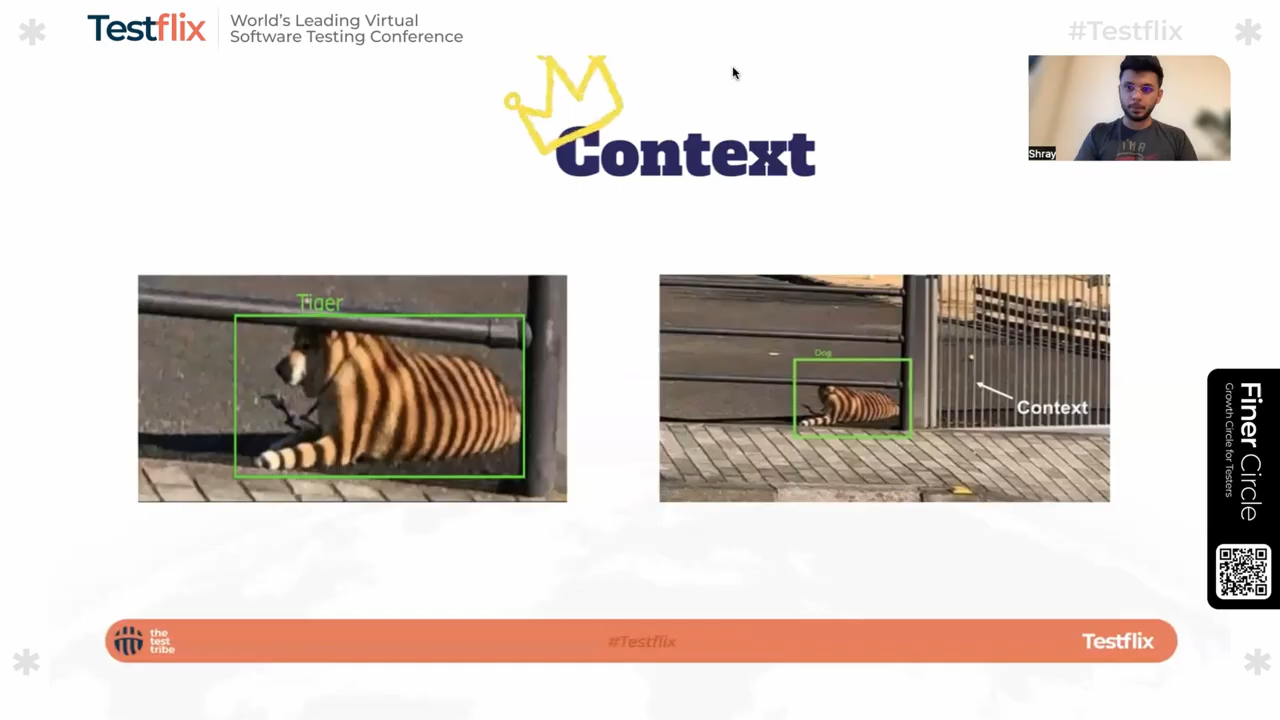 Testflix
World's Leading Virtual
Software Testing Conference
#Testflix
Context
Shray
Tiger
Dog
Context
Finer Circle
Growth Circle for Testers
the
test
tribe
#Testflix
Testflix